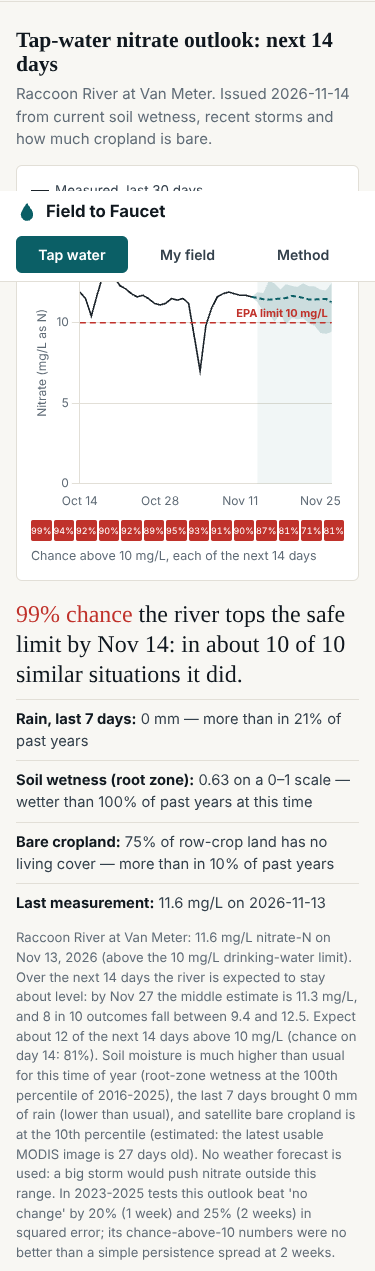 Tap-water nitrate outlook: next 14
days
Raccoon River at Van Meter. Issued 2026-11-14
from current soil wetness, recent storms and
how much cropland is bare.
Measured, last 30 days
Field to Faucet
Tap water
My field
Method
Nitrate (mg/L as N)
10
EPA limit 10 mg/L
5
0
Oct 14
Oct 28
Nov 11
Nov 25
99% 94% 92% 90% 92% 89% 95% 93% 91% 90% 87% 81% 71% 81%
Chance above 10 mg/L, each of the next 14 days
99% chance the river tops the safe
limit by Nov 14: in about 10 of 10
similar situations it did.
Rain, last 7 days: 0 mm — more than in 21% of
past years
Soil wetness (root zone): 0.63 on a 0–1 scale —
wetter than 100% of past years at this time
Bare cropland: 75% of row-crop land has no
living cover — more than in 10% of past years
Last measurement: 11.6 mg/L on 2026-11-13
Raccoon River at Van Meter: 11.6 mg/L nitrate-N on
Nov 13, 2026 (above the 10 mg/L drinking-water limit).
Over the next 14 days the river is expected to stay
about level: by Nov 27 the middle estimate is 11.3 mg/L,
and 8 in 10 outcomes fall between 9.4 and 12.5. Expect
about 12 of the next 14 days above 10 mg/L (chance on
day 14: 81%). Soil moisture is much higher than usual
for this time of year (root-zone wetness at the 100th
percentile of 2016-2025), the last 7 days brought 0 mm
of rain (lower than usual), and satellite bare cropland is
at the 10th percentile (estimated: the latest usable
MODIS image is 27 days old). No weather forecast is
used: a big storm would push nitrate outside this
range. In 2023-2025 tests this outlook beat 'no
change' by 20% (1 week) and 25% (2 weeks) in
squared error; its chance-above-10 numbers were no
better than a simple persistence spread at 2 weeks.